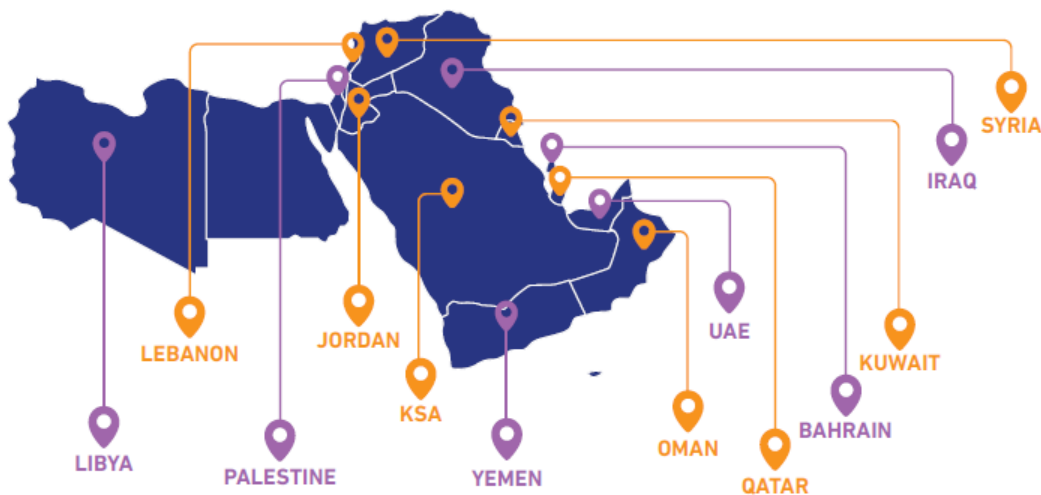 SYRIA
IRAQ
UAE
JORDAN
LEBANON
KUWAIT
KSA
BAHRAIN
OMAN
LIBYA
PALESTINE
YEMEN
QATAR